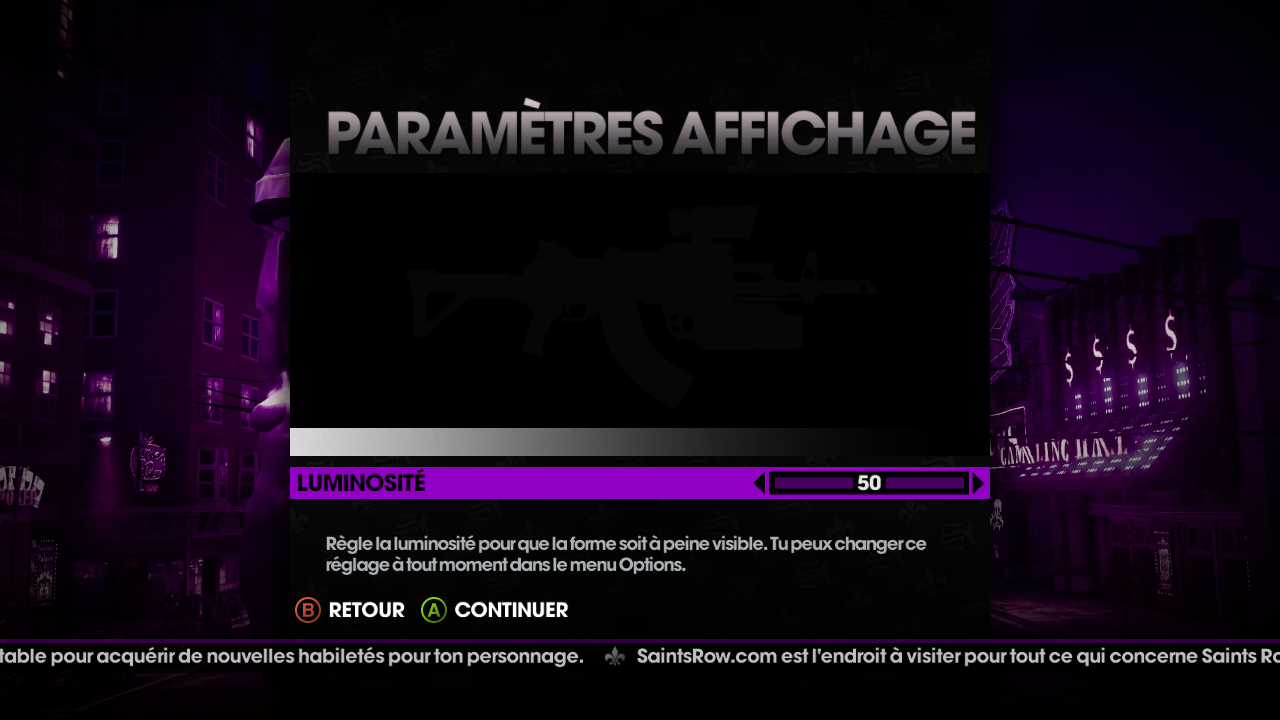 PARAMÈTRES AFFICHAGE
$ $ $ $
GAMBLING HALL
LUMINOSITÉ
50
Règle la luminosité pour que la forme soit à peine visible. Tu peux changer ce
réglage à tout moment dans le menu Options.
B RETOUR A CONTINUER
table pour acquérir de nouvelles habiletés pour ton personnage. SaintsRow.com est l'endroit à visiter pour tout ce qui concerne Saints Ro